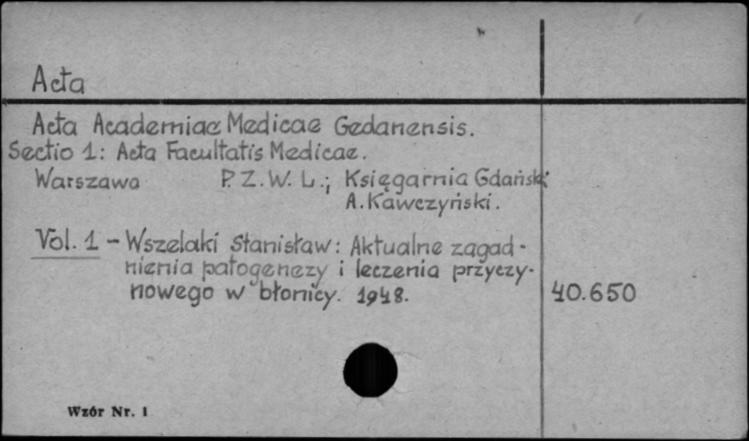 Acta
Acta Academiae Medicae Gedanensis.
Sectio 1: Acta Facultatis Medicae.
Warszawa P.Z.W.L.; Księgarnia Gdańsk:
A.Kawczyński.
Vol. 1 - Wszelaki Stanisław: Aktualne zagad-
nienia patogenezy i leczenia przyczy-
nowego w błonicy. 1948. 40.650
Wzór Nr. 1